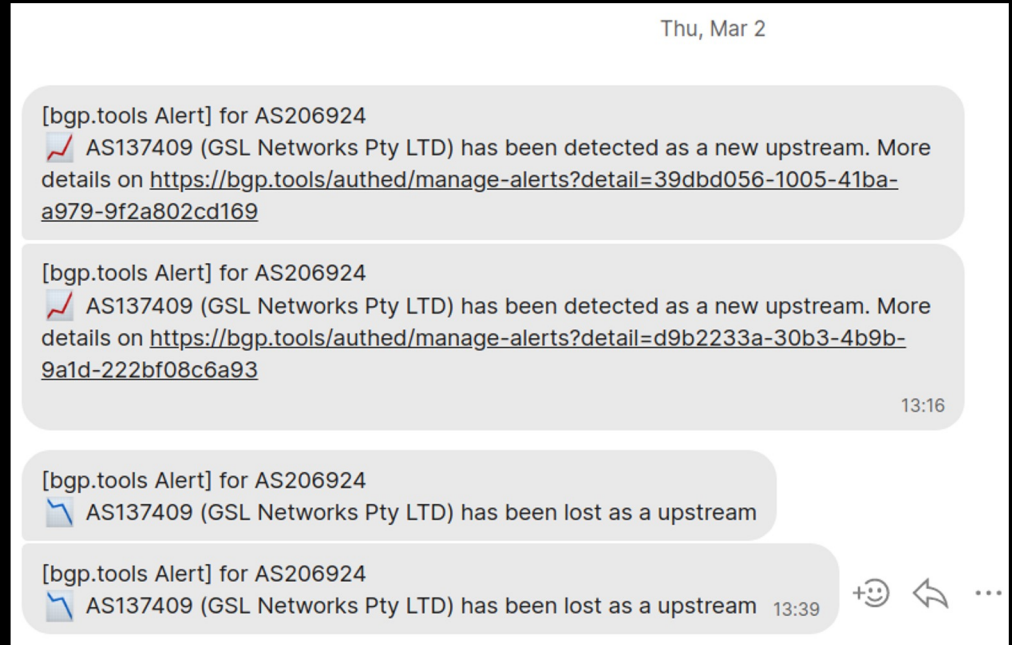 Thu, Mar 2
[bgp.tools Alert] for AS206924
📈 AS137409 (GSL Networks Pty LTD) has been detected as a new upstream. More
details on https://bgp.tools/authed/manage-alerts?detail=39dbd056-1005-41ba-
a979-9f2a802cd169
[bgp.tools Alert] for AS206924
📈 AS137409 (GSL Networks Pty LTD) has been detected as a new upstream. More
details on https://bgp.tools/authed/manage-alerts?detail=d9b2233a-30b3-4b9b-
9a1d-222bf08c6a93
13:16
[bgp.tools Alert] for AS206924
📉 AS137409 (GSL Networks Pty LTD) has been lost as a upstream
[bgp.tools Alert] for AS206924
📉 AS137409 (GSL Networks Pty LTD) has been lost as a upstream 13:39